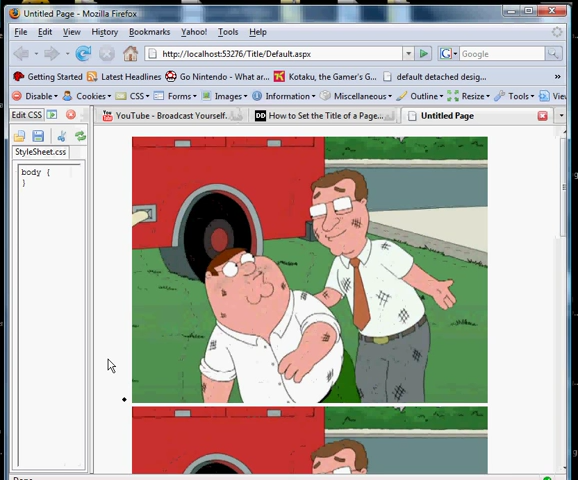 Untitled Page - Mozilla Firefox
File Edit View History Bookmarks Yahoo! Tools Help
http://localhost:53276/Title/Default.aspx Google
Getting Started Latest Headlines Go Nintendo - What ar... Kotaku, the Gamer's G... default detached desig...
Disable Cookies CSS Forms Images Information Miscellaneous Outline Resize Tools
Edit CSS YouTube - Broadcast Yourself. How to Set the Title of a Page... Untitled Page
StyleSheet.css
body {
}